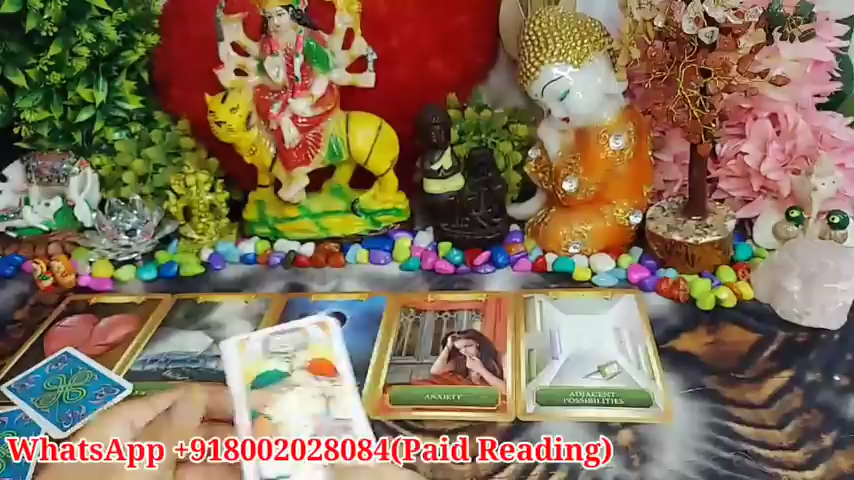 ANXIETY
ADJACENT
POSSIBILITIES
WhatsApp +918002028084(Paid Reading)